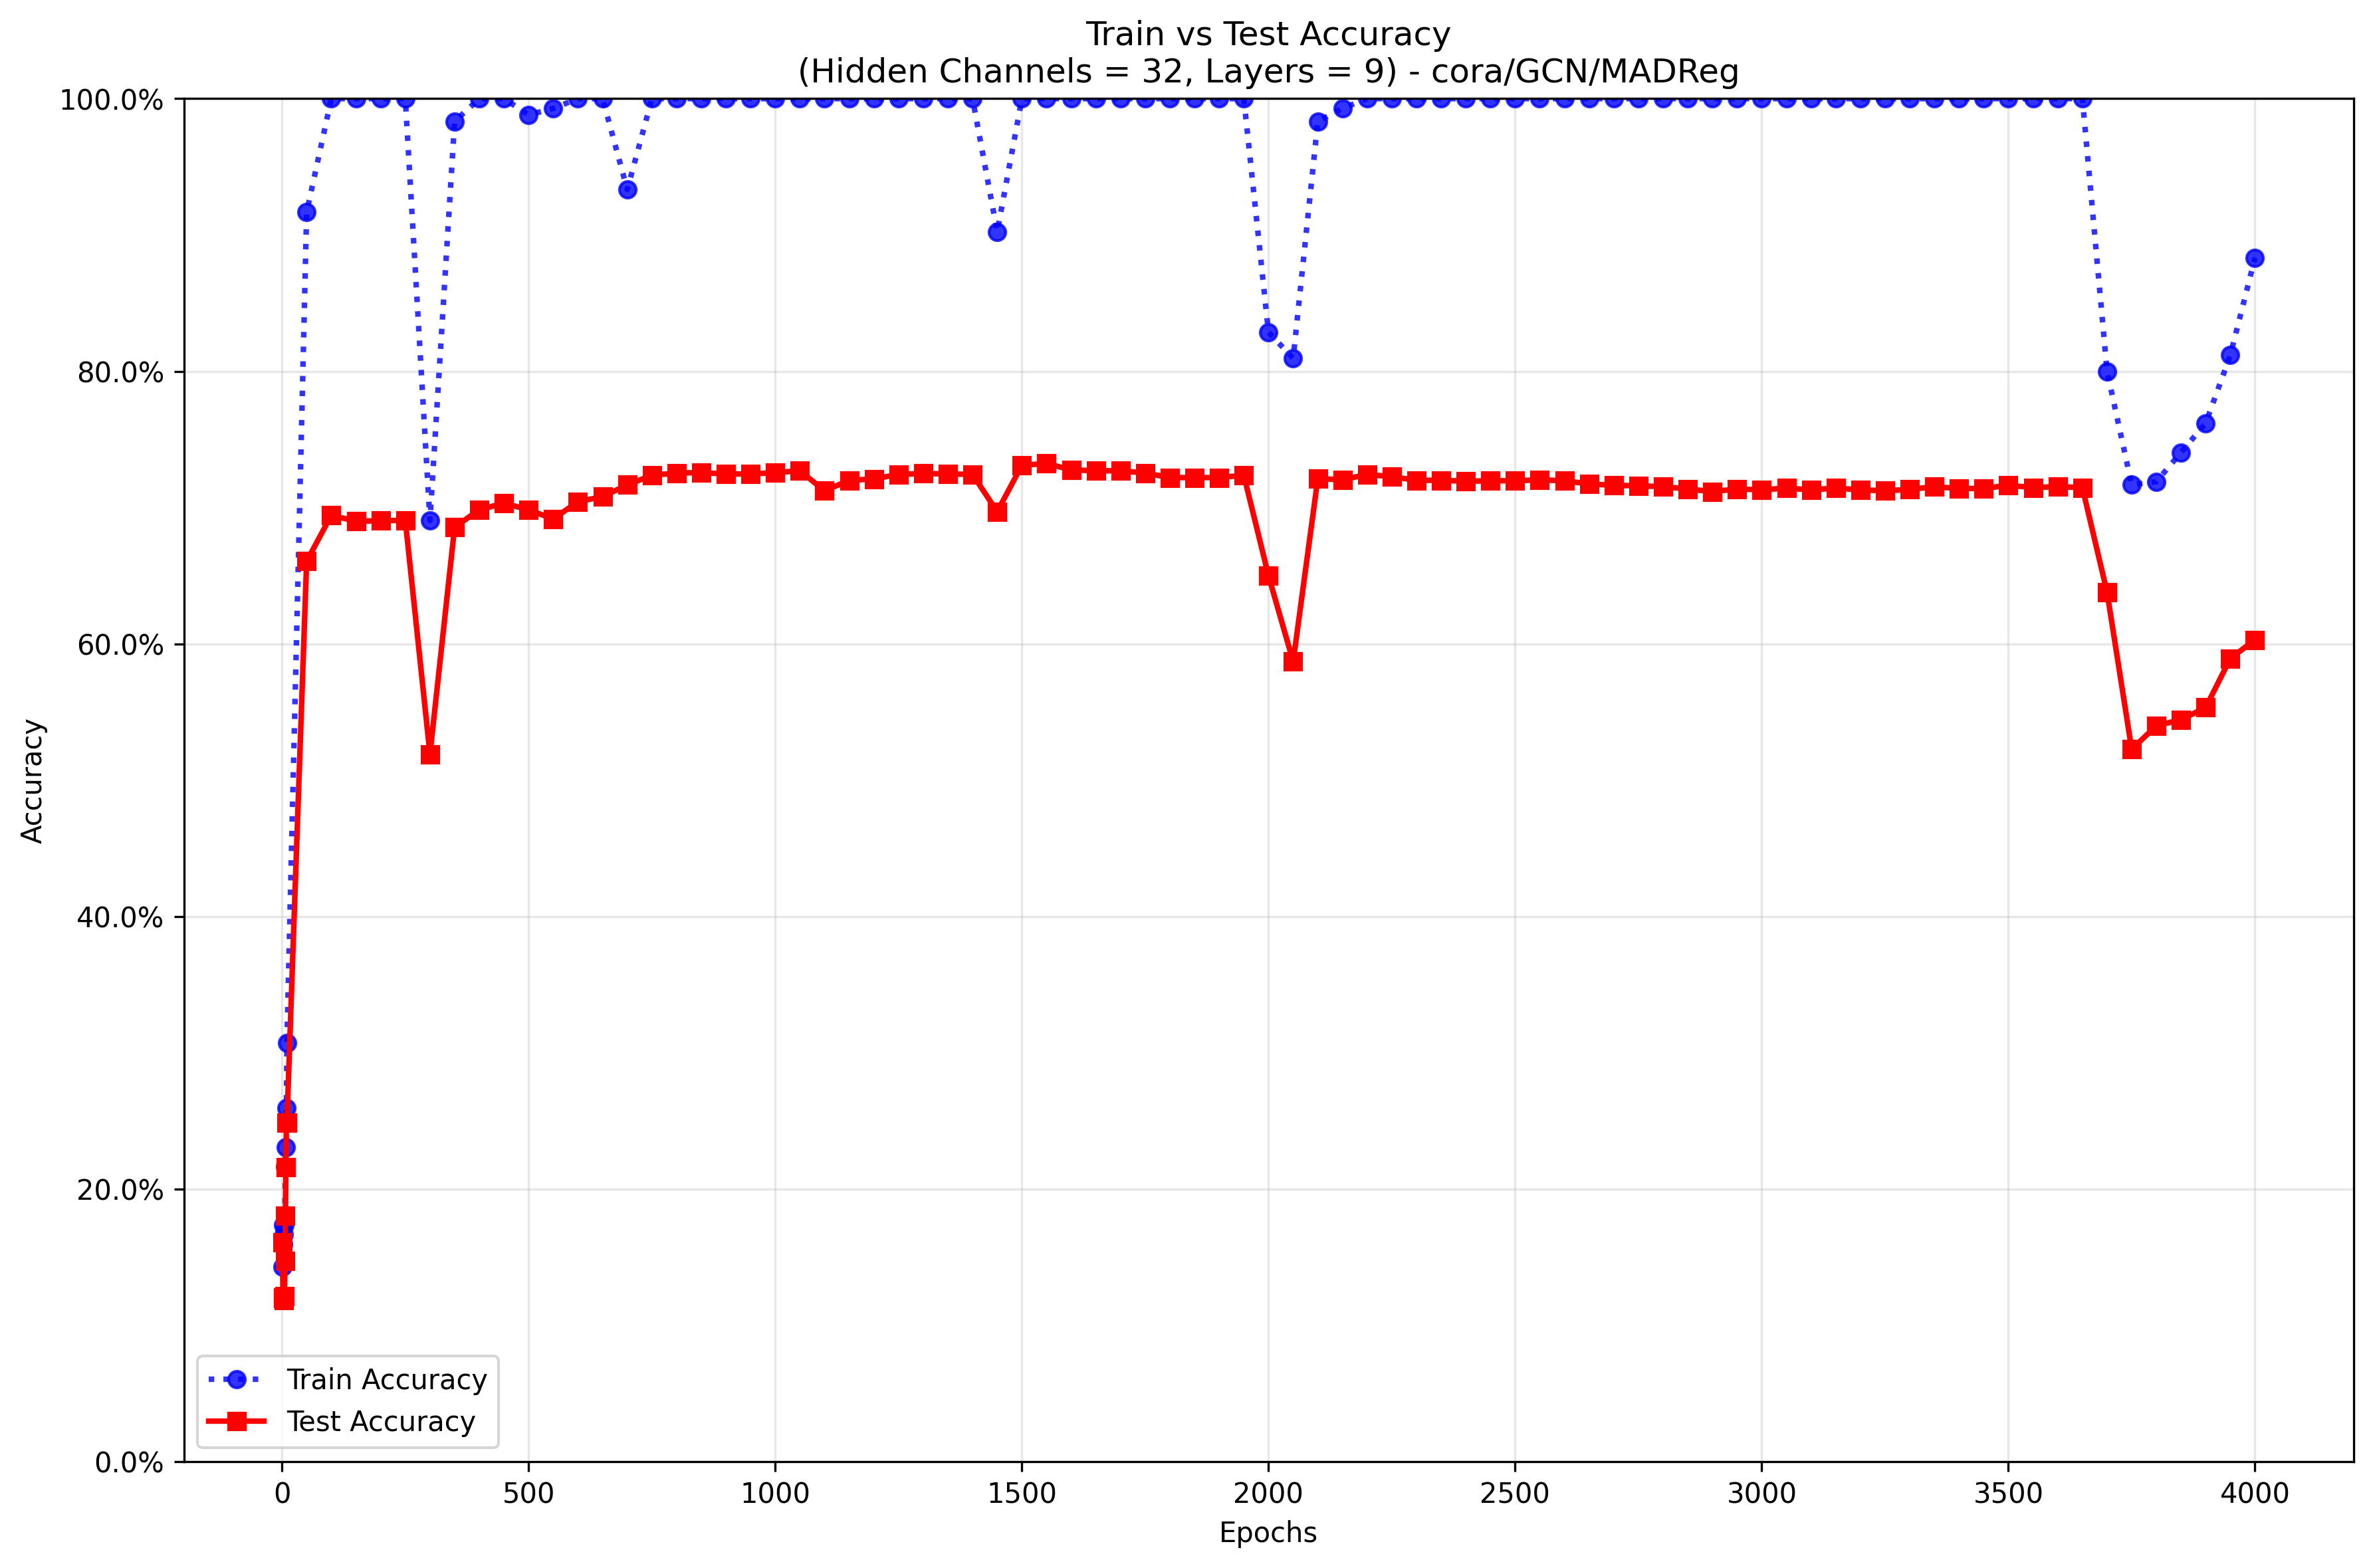 Train vs Test Accuracy
(Hidden Channels = 32, Layers = 9) - cora/GCN/MADReg
100.0%
80.0%
60.0%
40.0%
20.0%
0.0%
Accuracy
Train Accuracy
Test Accuracy
0 500 1000 1500 2000 2500 3000 3500 4000
Epochs